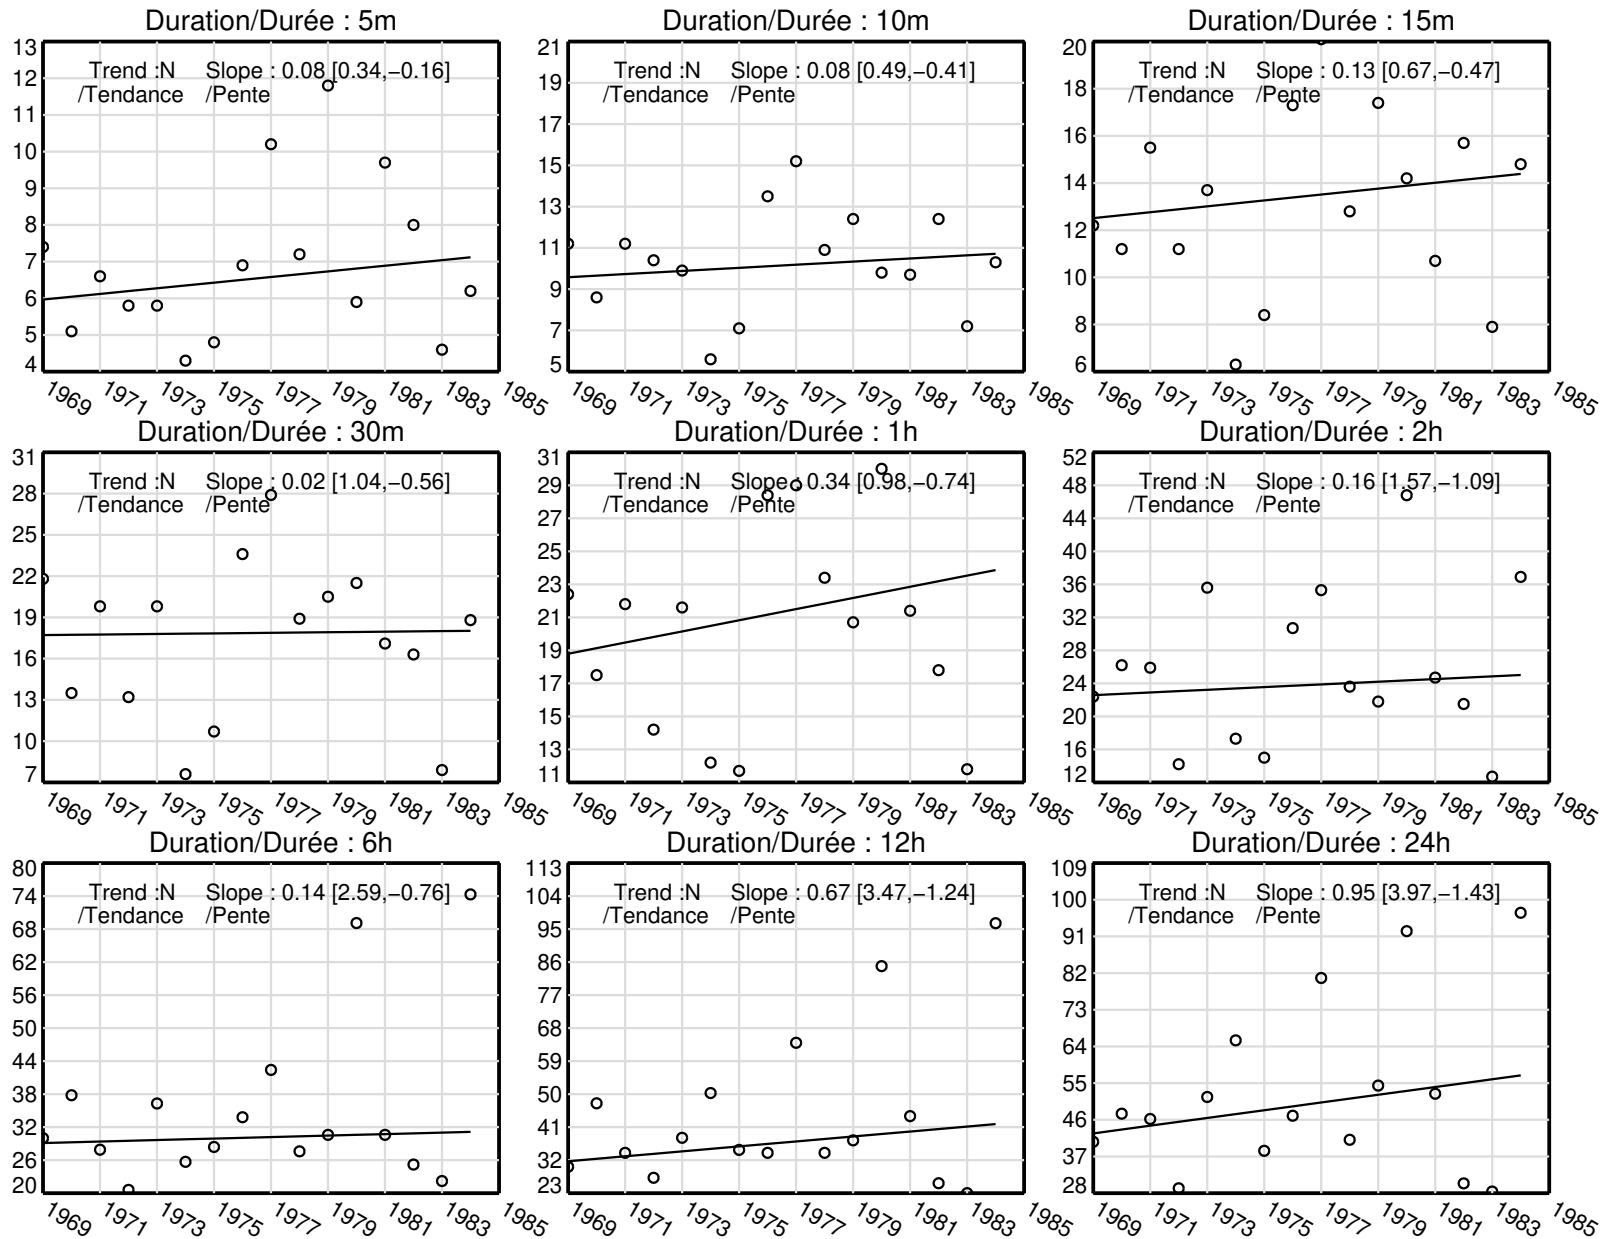 Duration/Durée : 5m
Trend :N Slope : 0.08 [0.34,−0.16]
/Tendance /Pente
13
12
11
10
9
8
7
6
5
4
1969 1971 1973 1975 1977 1979 1981 1983 1985
Duration/Durée : 10m
Trend :N Slope : 0.08 [0.49,−0.41]
/Tendance /Pente
21
19
17
15
13
11
9
7
5
1969 1971 1973 1975 1977 1979 1981 1983 1985
Duration/Durée : 15m
Trend :N Slope : 0.13 [0.67,−0.47]
/Tendance /Pente
20
18
16
14
12
10
8
6
1969 1971 1973 1975 1977 1979 1981 1983 1985
Duration/Durée : 30m
Trend :N Slope : 0.02 [1.04,−0.56]
/Tendance /Pente
31
28
25
22
19
16
13
10
7
1969 1971 1973 1975 1977 1979 1981 1983 1985
Duration/Durée : 1h
Trend :N Slope : 0.34 [0.98,−0.74]
/Tendance /Pente
31
29
27
25
23
21
19
17
15
13
11
1969 1971 1973 1975 1977 1979 1981 1983 1985
Duration/Durée : 2h
Trend :N Slope : 0.16 [1.57,−1.09]
/Tendance /Pente
52
48
44
40
36
32
28
24
20
16
12
1969 1971 1973 1975 1977 1979 1981 1983 1985
Duration/Durée : 6h
Trend :N Slope : 0.14 [2.59,−0.76]
/Tendance /Pente
80
74
68
62
56
50
44
38
32
26
20
1969 1971 1973 1975 1977 1979 1981 1983 1985
Duration/Durée : 12h
Trend :N Slope : 0.67 [3.47,−1.24]
/Tendance /Pente
113
104
95
86
77
68
59
50
41
32
23
1969 1971 1973 1975 1977 1979 1981 1983 1985
Duration/Durée : 24h
Trend :N Slope : 0.95 [3.97,−1.43]
/Tendance /Pente
109
100
91
82
73
64
55
46
37
28
1969 1971 1973 1975 1977 1979 1981 1983 1985